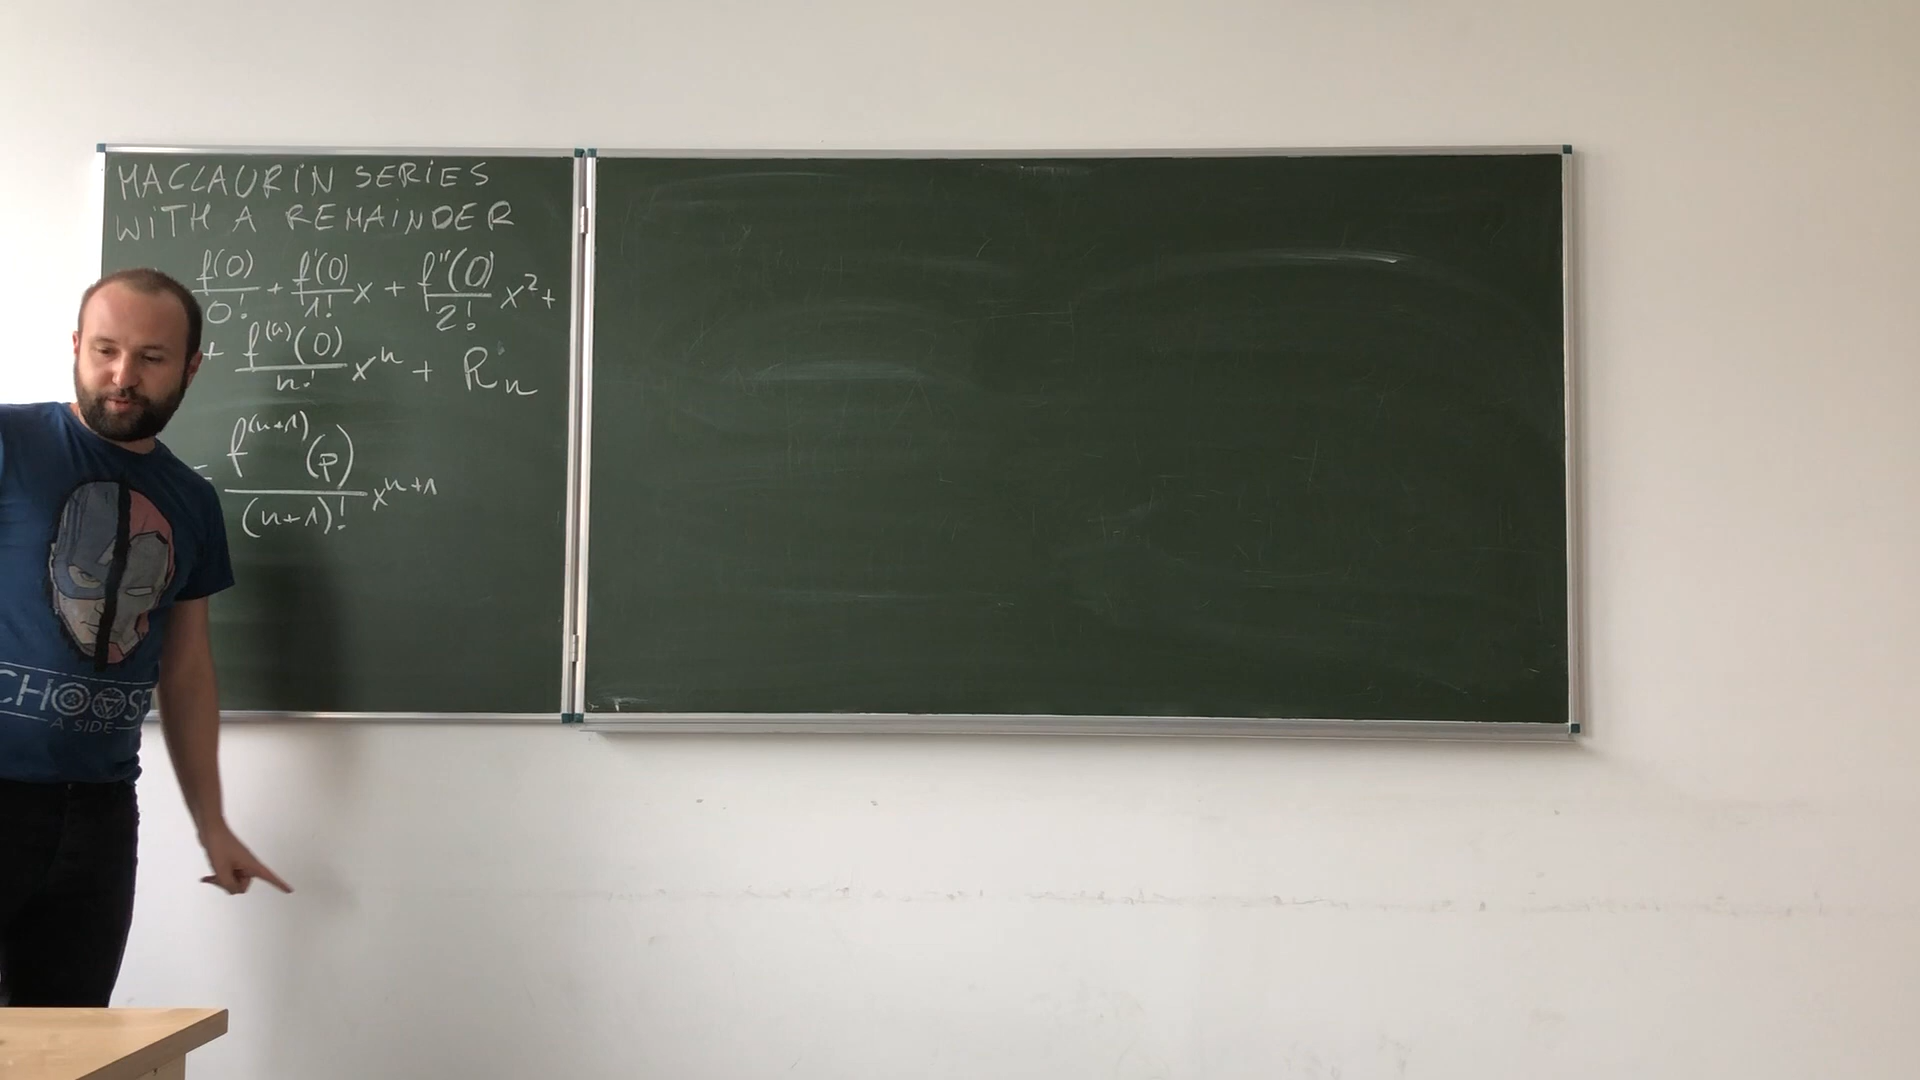 MACLAURIN SERIES
WITH A REMAINDER
f(0)/0! + f'(0)/1! x + f''(0)/2! x² +
+ f⁽ⁿ⁾(0)/n! xⁿ + Rₙ
= f⁽ⁿ⁺¹⁾(p)/(n+1)! xⁿ⁺¹
CHOOSE
A SIDE